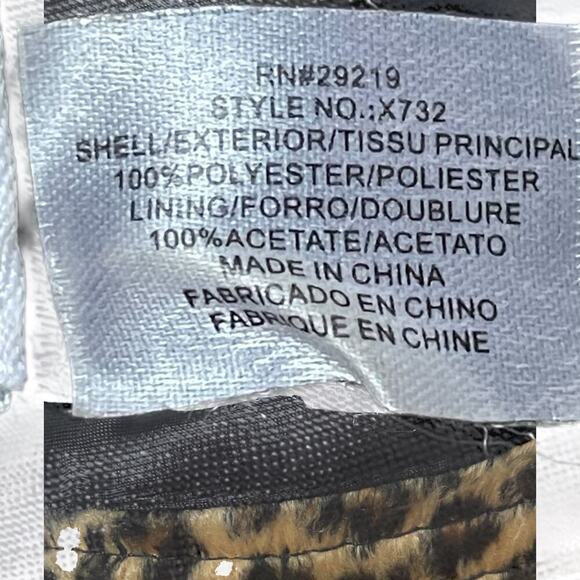 RN#29219
STYLE NO.:X732
SHELL/EXTERIOR/TISSU PRINCIPAL
100%POLYESTER/POLIESTER
LINING/FORRO/DOUBLURE
100%ACETATE/ACETATO
MADE IN CHINA
FABRICADO EN CHINO
FABRIQUE EN CHINE